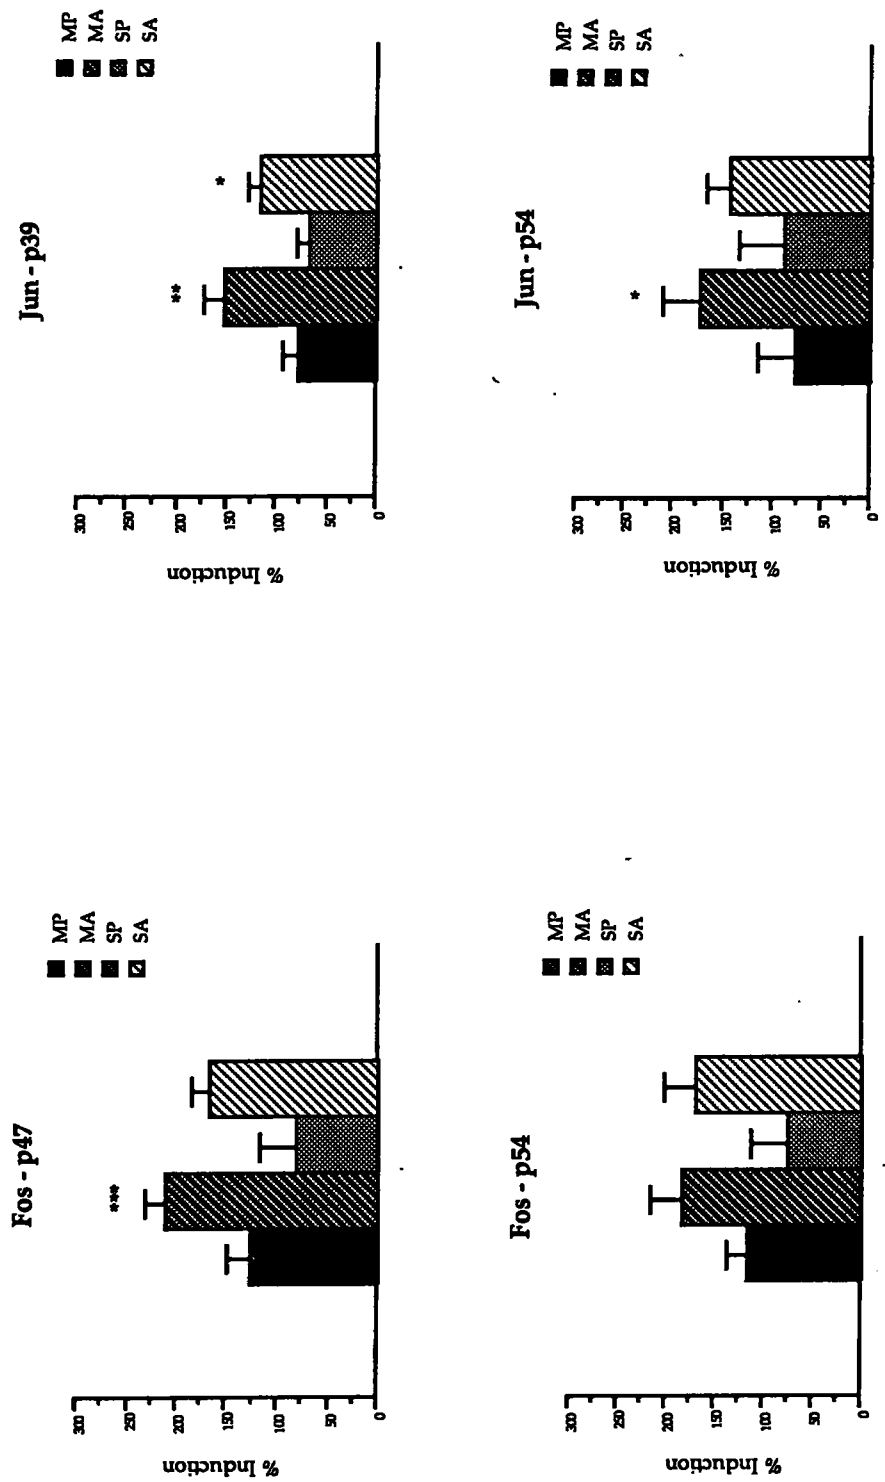 Fos - p47
MP
MA
SP
SA
% Induction
300
250
200
150
100
50
0
***
Jun - p39
MP
MA
SP
SA
% Induction
300
250
200
150
100
50
0
**
*
Fos - p54
MP
MA
SP
SA
% Induction
300
250
200
150
100
50
0
Jun - p54
MP
MA
SP
SA
% Induction
300
250
200
150
100
50
0
*